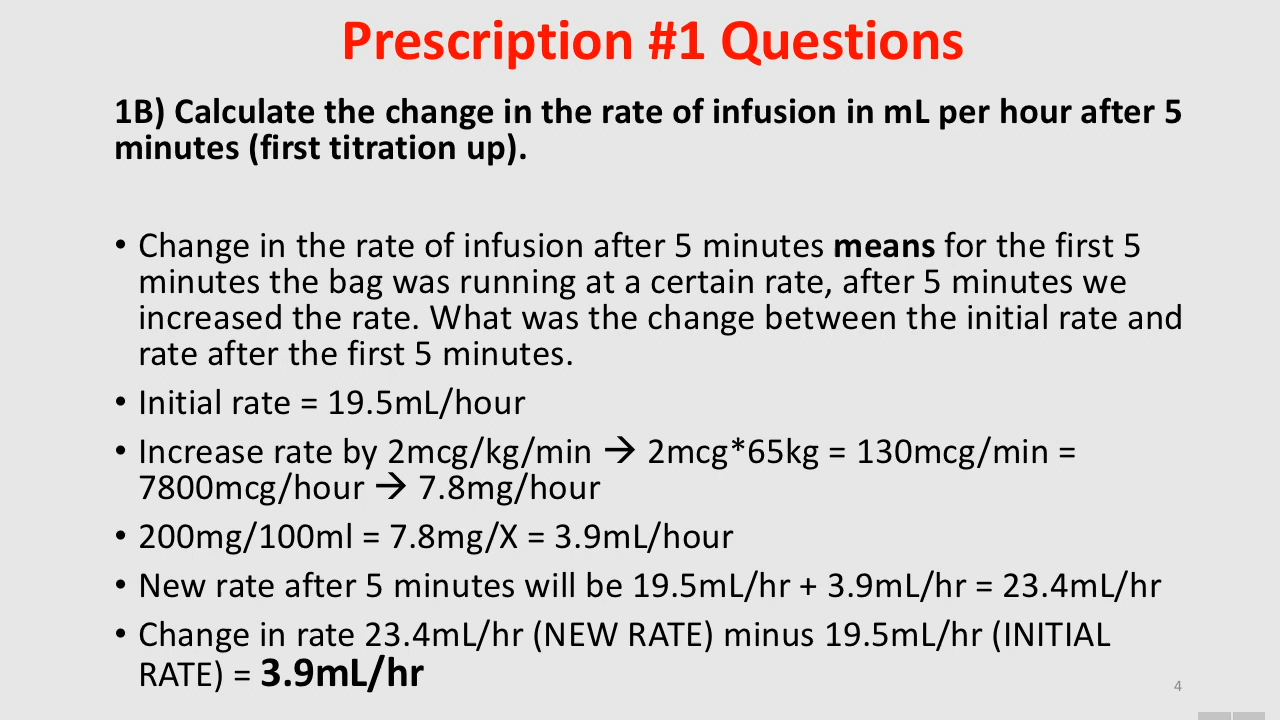 Prescription #1 Questions
1B) Calculate the change in the rate of infusion in mL per hour after 5
minutes (first titration up).
• Change in the rate of infusion after 5 minutes means for the first 5
minutes the bag was running at a certain rate, after 5 minutes we
increased the rate. What was the change between the initial rate and
rate after the first 5 minutes.
• Initial rate = 19.5mL/hour
• Increase rate by 2mcg/kg/min → 2mcg*65kg = 130mcg/min =
7800mcg/hour → 7.8mg/hour
• 200mg/100ml = 7.8mg/X = 3.9mL/hour
• New rate after 5 minutes will be 19.5mL/hr + 3.9mL/hr = 23.4mL/hr
• Change in rate 23.4mL/hr (NEW RATE) minus 19.5mL/hr (INITIAL
RATE) = 3.9mL/hr
4